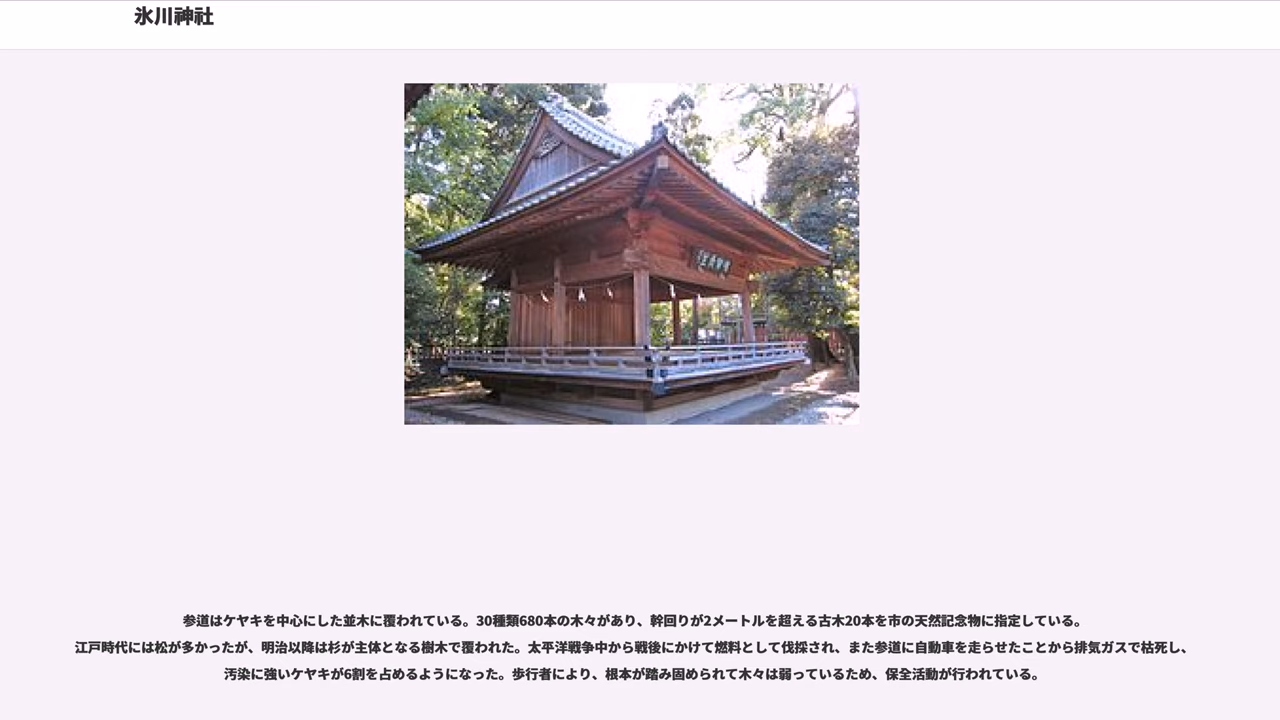 氷川神社
参道はケヤキを中心にした並木に覆われている。30種類680本の木々があり、幹回りが2メートルを超える古木20本を市の天然記念物に指定している。
江戸時代には松が多かったが、明治以降は杉が主体となる樹木で覆われた。太平洋戦争中から戦後にかけて燃料として伐採され、また参道に自動車を走らせたことから排気ガスで枯死し、
汚染に強いケヤキが6割を占めるようになった。歩行者により、根本が踏み固められて木々は弱っているため、保全活動が行われている。